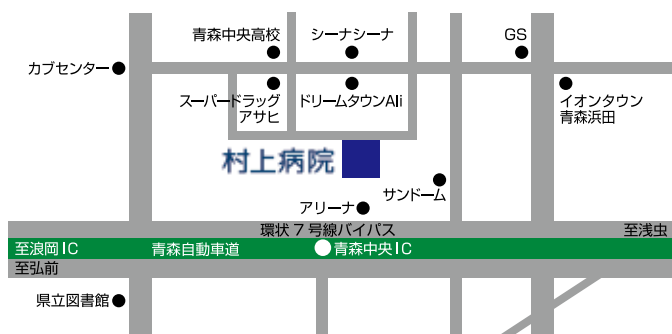 青森中央高校
シーナシーナ
GS
カブセンター
スーパードラッグ
アサヒ
ドリームタウンAli
イオンタウン
青森浜田
村上病院
サンドーム
アリーナ
環状7号線バイパス
至浅虫
至浪岡IC
青森自動車道
青森中央IC
至弘前
県立図書館